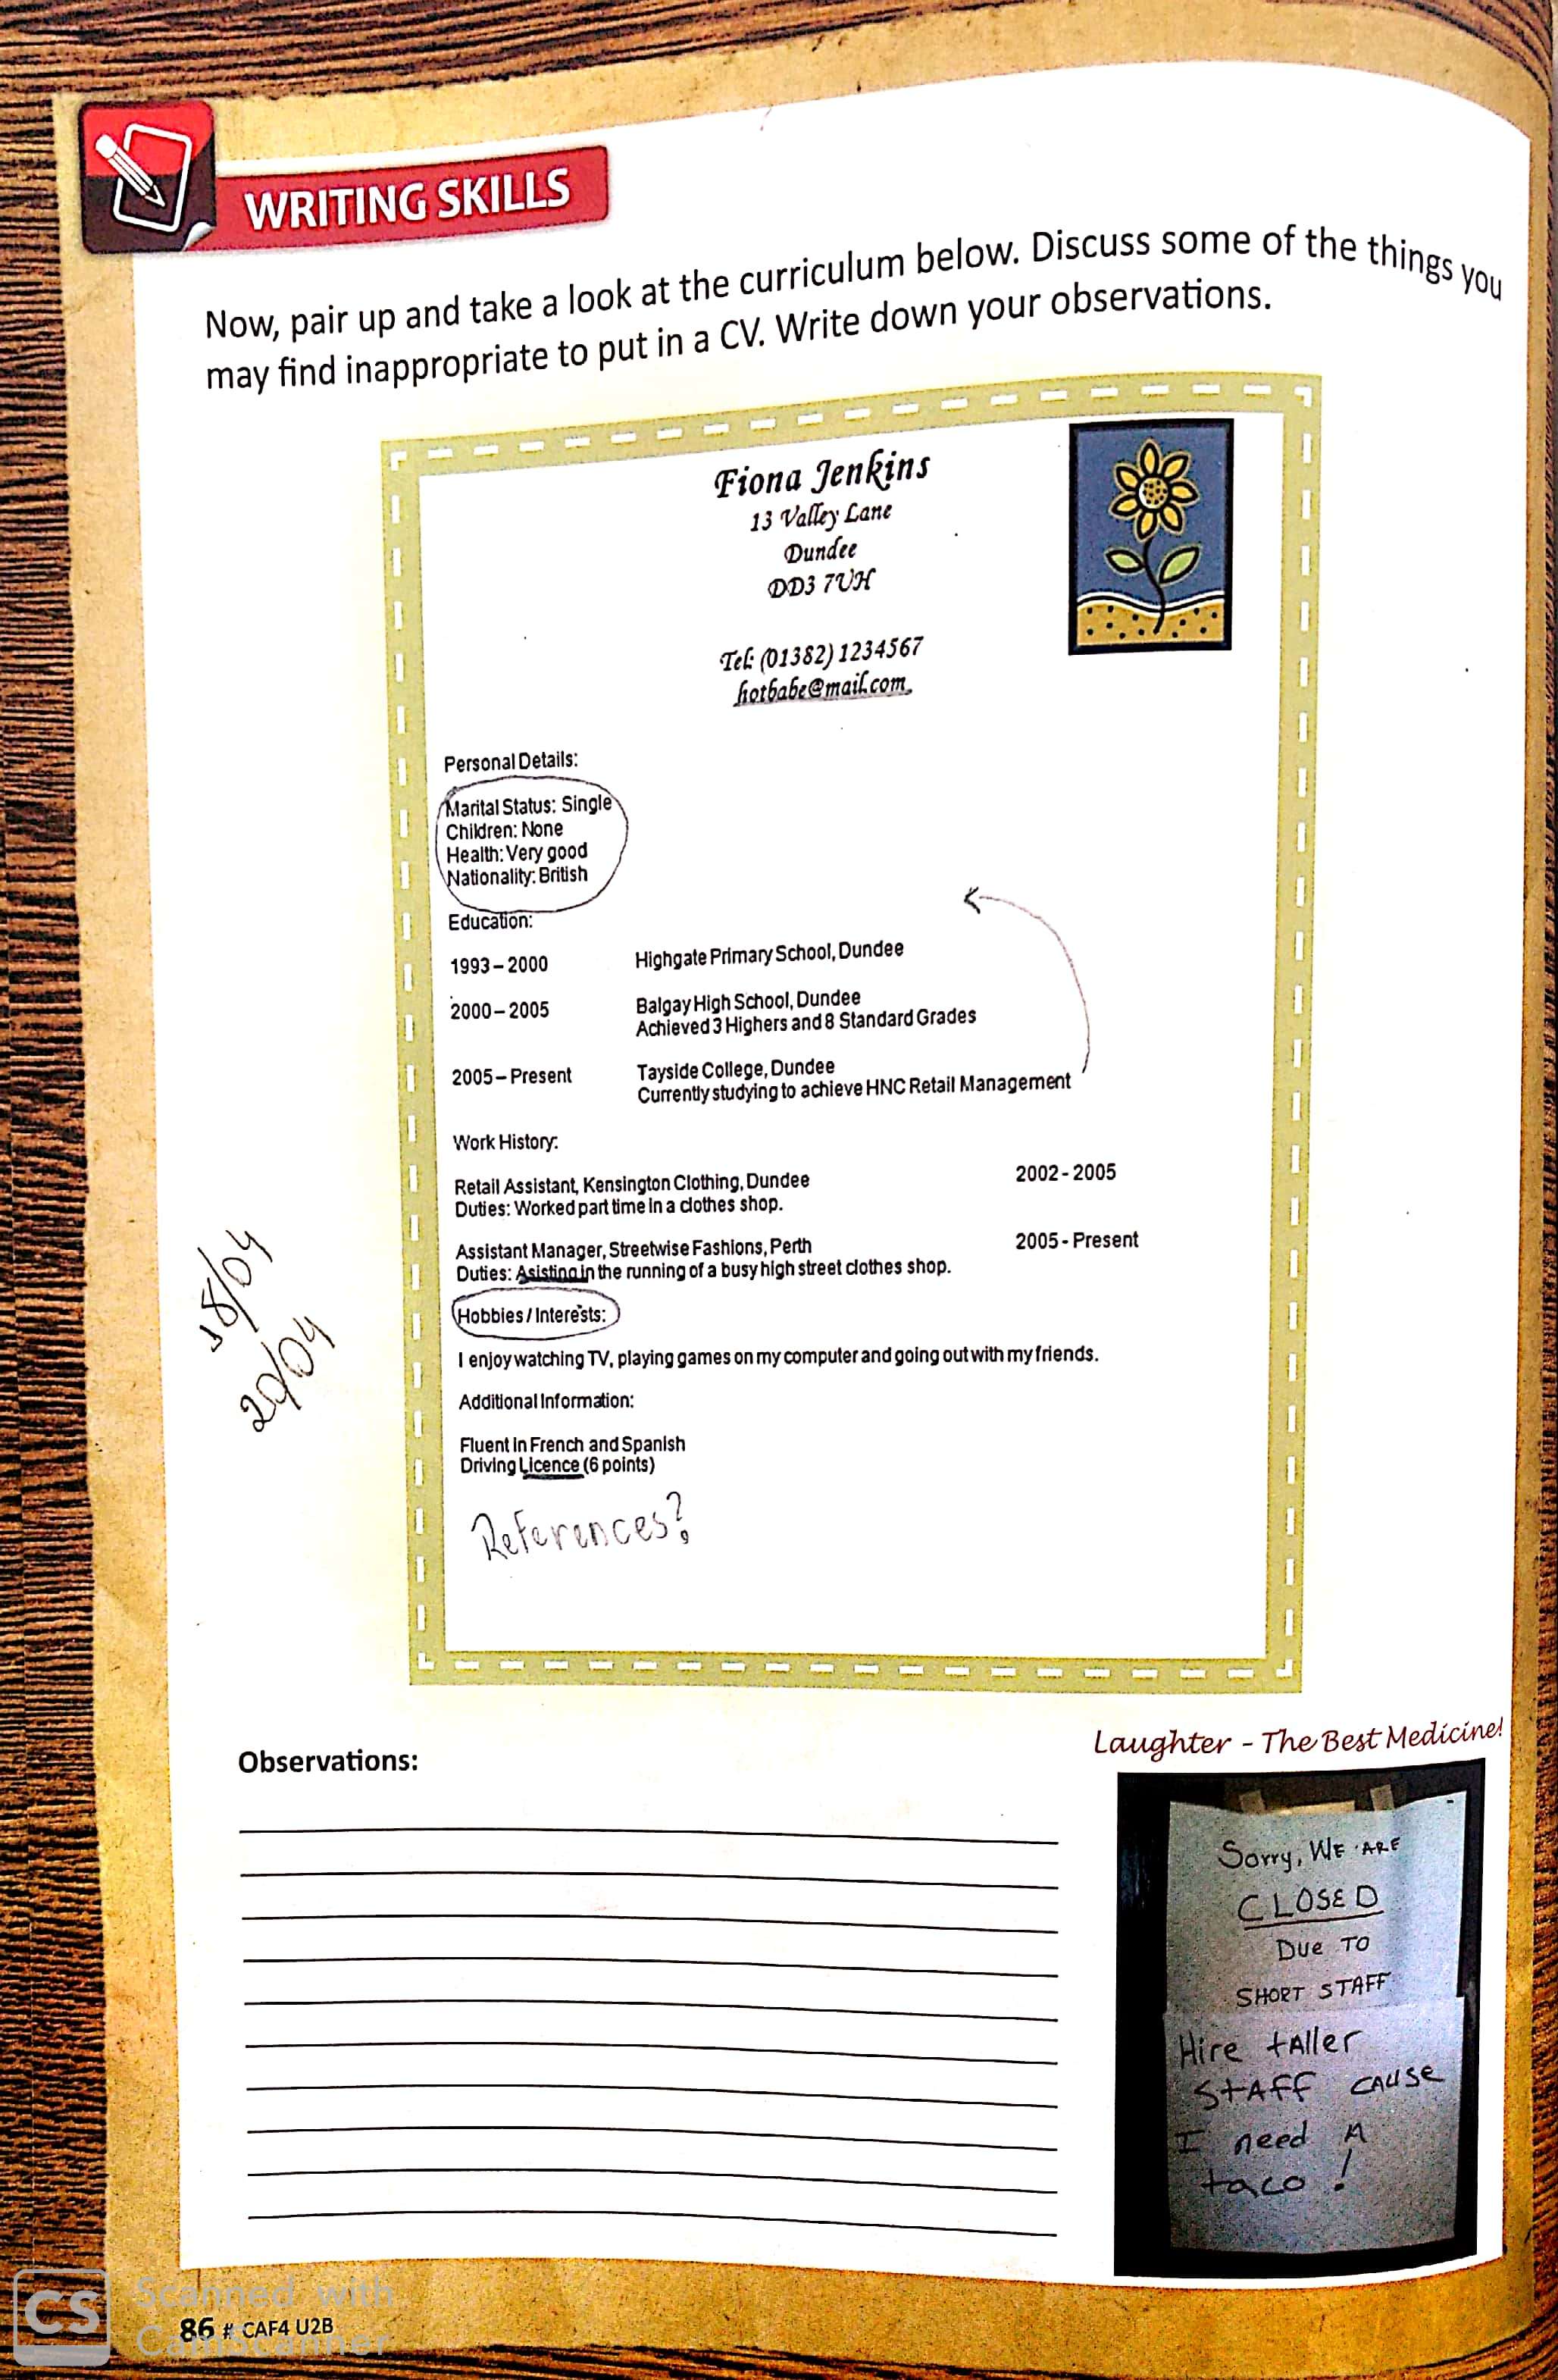 WRITING SKILLS
Now, pair up and take a look at the curriculum below. Discuss some of the things you
may find inappropriate to put in a CV. Write down your observations.
Fiona Jenkins
13 Valley Lane
Dundee
DD3 7UH
Tel: (01382) 1234567
hotbabe@mail.com
Personal Details:
Marital Status: Single
Children: None
Health: Very good
Nationality: British
Education:
1993 – 2000 Highgate Primary School, Dundee
2000 – 2005 Balgay High School, Dundee
Achieved 3 Highers and 8 Standard Grades
2005 – Present Tayside College, Dundee
Currently studying to achieve HNC Retail Management
Work History:
Retail Assistant, Kensington Clothing, Dundee 2002 - 2005
Duties: Worked part time in a clothes shop.
Assistant Manager, Streetwise Fashions, Perth 2005 - Present
Duties: Asisting in the running of a busy high street clothes shop.
Hobbies / Interests:
I enjoy watching TV, playing games on my computer and going out with my friends.
Additional Information:
Fluent in French and Spanish
Driving Licence (6 points)
References?
18/04
20/04
Observations:
Laughter - The Best Medicine!
Sorry, WE ARE
CLOSED
DUE TO
SHORT STAFF
Hire tAller
StAFF CAUSE
I need A
taco!
86 # CAF4 U2B
CS
Scanned with
CamScanner